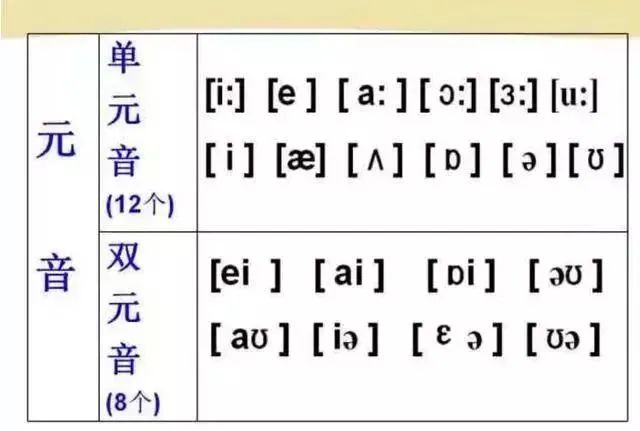 元音
单元音
(12个)
[i:] [e ] [ a: ] [ ɔ:] [ɜ:] [u:]
[ i ] [æ] [ ʌ ] [ ɒ ] [ ə ] [ ʊ ]
双元音
(8个)
[ei ] [ ai ] [ ɒi ] [ əʊ ]
[ aʊ ] [ iə ] [ ɛ ə ] [ ʊə ]